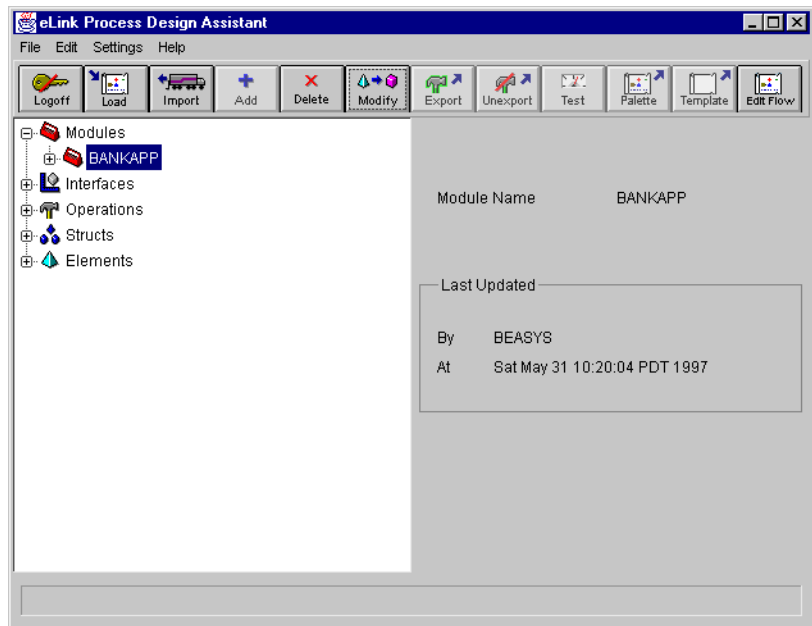 eLink Process Design Assistant
File Edit Settings Help
Logoff Load Import Add Delete Modify Export Unexport Test Palette Template Edit Flow
Modules
BANKAPP
Interfaces
Operations
Structs
Elements
Module Name BANKAPP
Last Updated
By BEASYS
At Sat May 31 10:20:04 PDT 1997